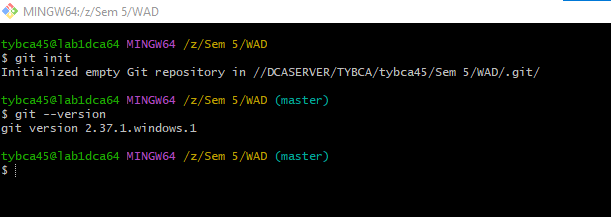 MINGW64:/z/Sem 5/WAD
tybca45@lab1dca64 MINGW64 /z/Sem 5/WAD
$ git init
Initialized empty Git repository in //DCASERVER/TYBCA/tybca45/Sem 5/WAD/.git/
tybca45@lab1dca64 MINGW64 /z/Sem 5/WAD (master)
$ git --version
git version 2.37.1.windows.1
tybca45@lab1dca64 MINGW64 /z/Sem 5/WAD (master)
$